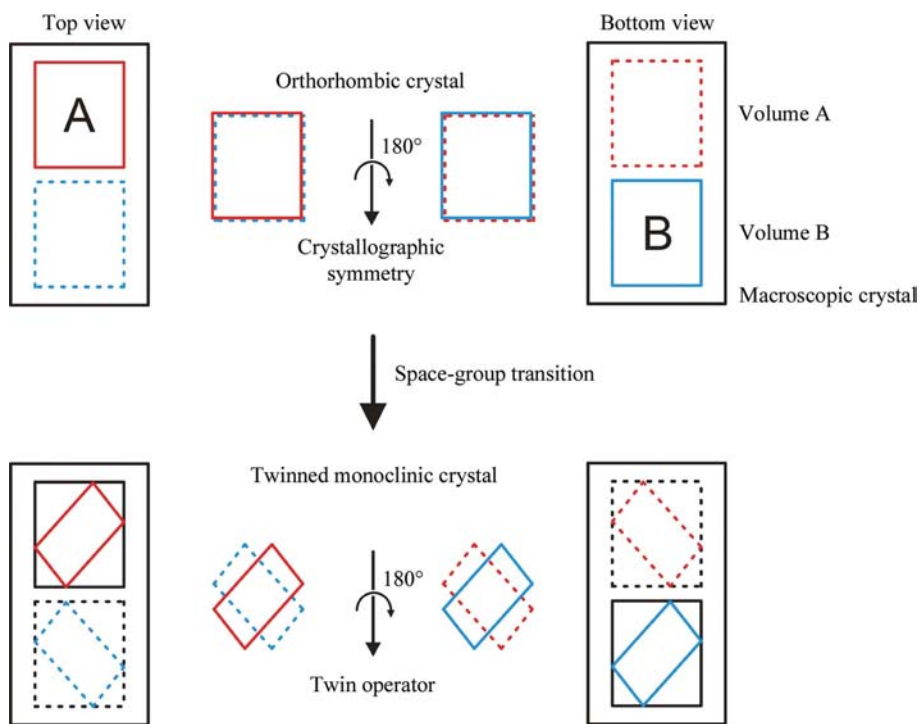 Top view
Bottom view
A
Orthorhombic crystal
180°
Crystallographic
symmetry
Volume A
B
Volume B
Macroscopic crystal
Space-group transition
Twinned monoclinic crystal
180°
Twin operator